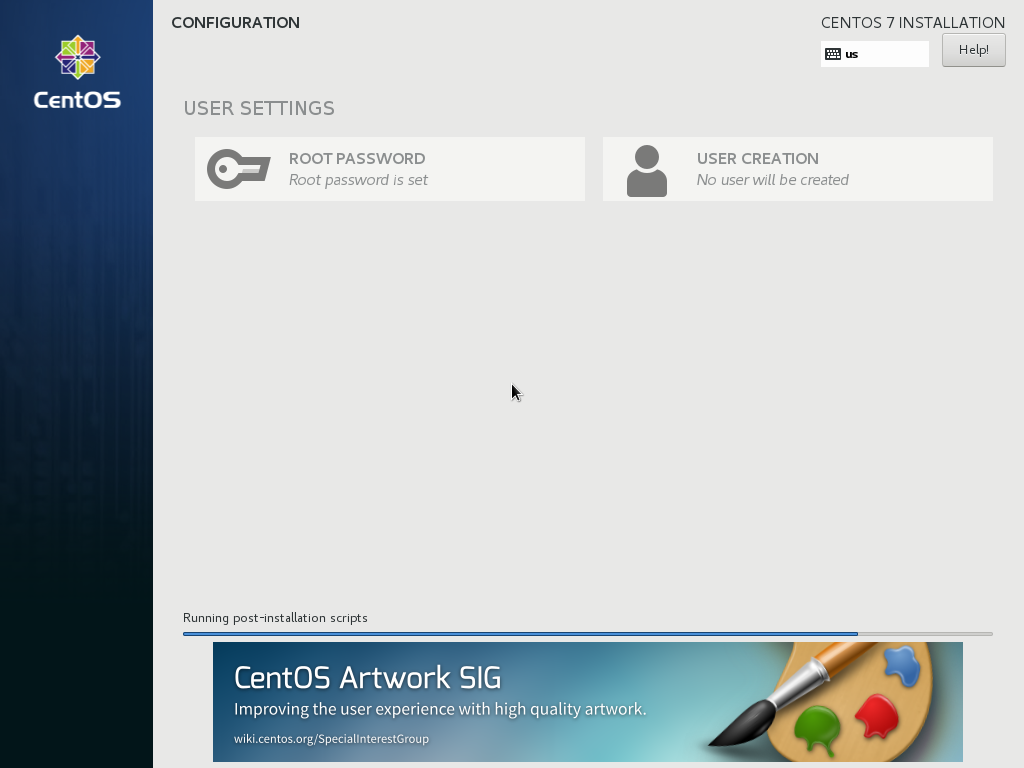 CONFIGURATION
CENTOS 7 INSTALLATION
us
Help!
CentOS
USER SETTINGS
ROOT PASSWORD
Root password is set
USER CREATION
No user will be created
Running post-installation scripts
CentOS Artwork SIG
Improving the user experience with high quality artwork.
wiki.centos.org/SpecialInterestGroup